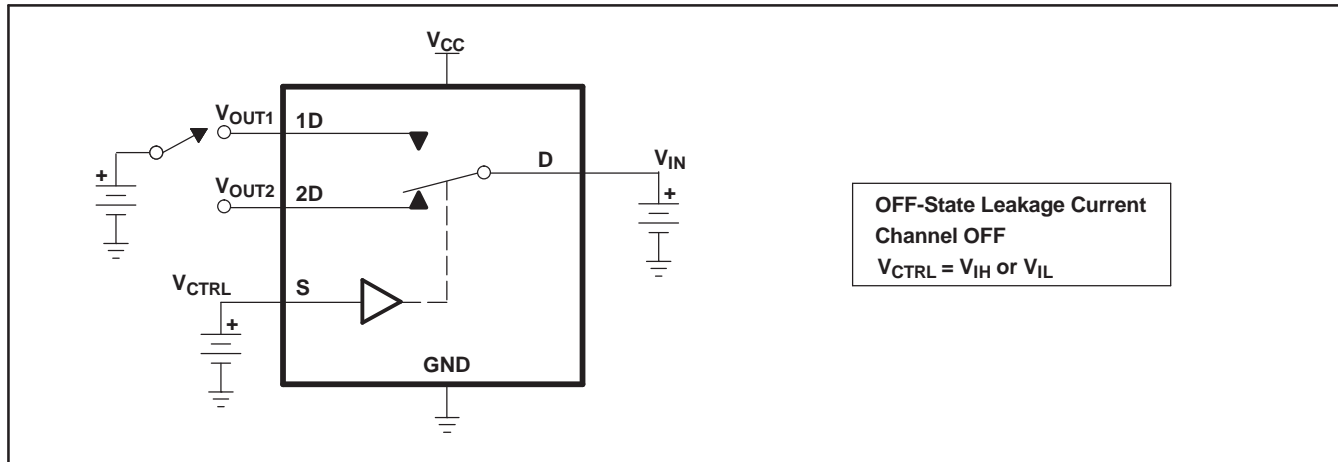 VCC
VOUT1
1D
+
D
VIN
VOUT2
2D
+
VCTRL
S
+
GND
OFF-State Leakage Current
Channel OFF
VCTRL = VIH or VIL